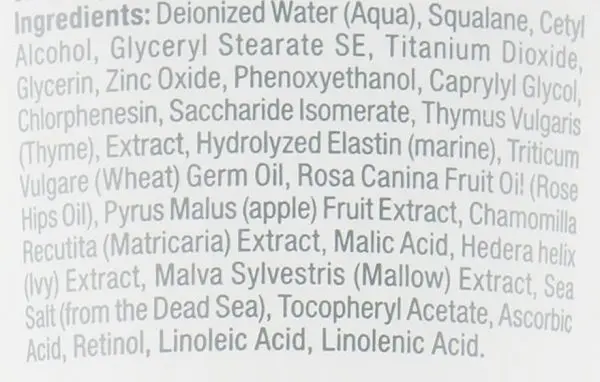 Ingredients: Deionized Water (Aqua), Squalane, Cetyl
Alcohol, Glyceryl Stearate SE, Titanium Dioxide,
Glycerin, Zinc Oxide, Phenoxyethanol, Caprylyl Glycol,
Chlorphenesin, Saccharide Isomerate, Thymus Vulgaris
(Thyme), Extract, Hydrolyzed Elastin (marine), Triticum
Vulgare (Wheat) Germ Oil, Rosa Canina Fruit Oil (Rose
Hips Oil), Pyrus Malus (apple) Fruit Extract, Chamomilla
Recutita (Matricaria) Extract, Malic Acid, Hedera helix
(Ivy) Extract, Malva Sylvestris (Mallow) Extract, Sea
Salt (from the Dead Sea), Tocopheryl Acetate, Ascorbic
Acid, Retinol, Linoleic Acid, Linolenic Acid.